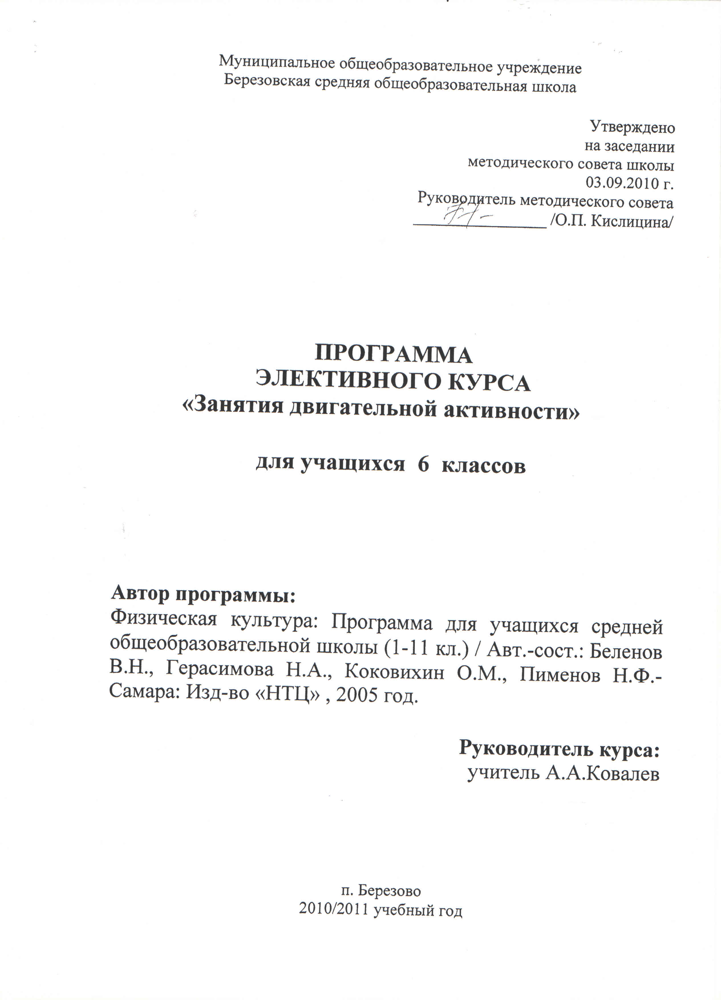 Муниципальное общеобразовательное учреждение
Березовская средняя общеобразовательная школа
Утверждено
на заседании
методического совета школы
03.09.2010 г.
Руководитель методического совета
_________________ /О.П. Кислицина/
ПРОГРАММА
ЭЛЕКТИВНОГО КУРСА
«Занятия двигательной активности»
для учащихся 6 классов
Автор программы:
Физическая культура: Программа для учащихся средней
общеобразовательной школы (1-11 кл.) / Авт.-сост.: Беленов
В.Н., Герасимова Н.А., Коковихин О.М., Пименов Н.Ф.-
Самара: Изд-во «НТЦ» , 2005 год.
Руководитель курса:
учитель А.А.Ковалев
п. Березово
2010/2011 учебный год